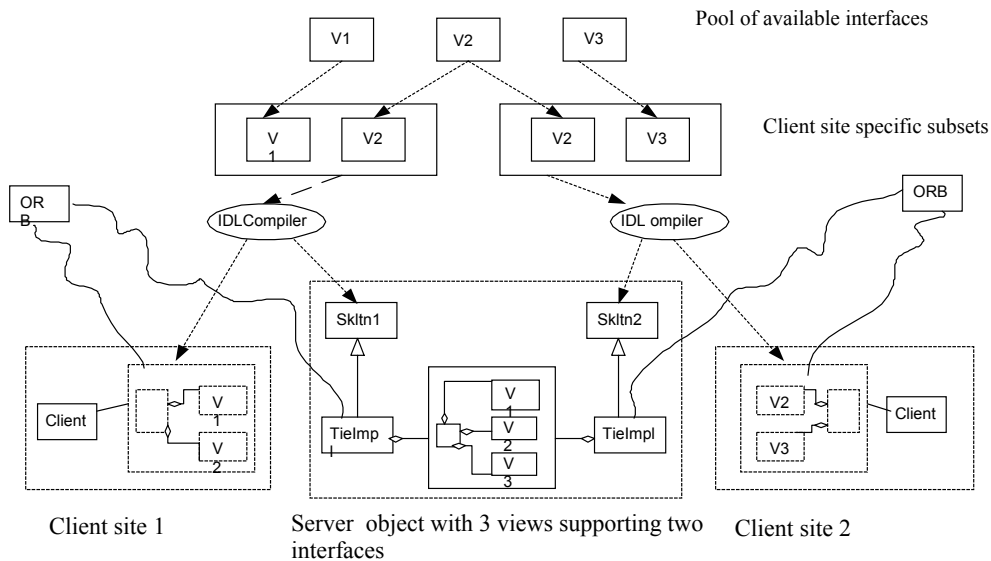 Pool of available interfaces
V1
V2
V3
V
1
V2
V2
V3
Client site specific subsets
OR
B
IDLCompiler
IDL ompiler
ORB
Skltn1
Skltn2
Client
V
1
V
2
TieImp
l
V
1
V
2
V
3
TieImpl
V2
V3
Client
Client site 1
Server object with 3 views supporting two
interfaces
Client site 2